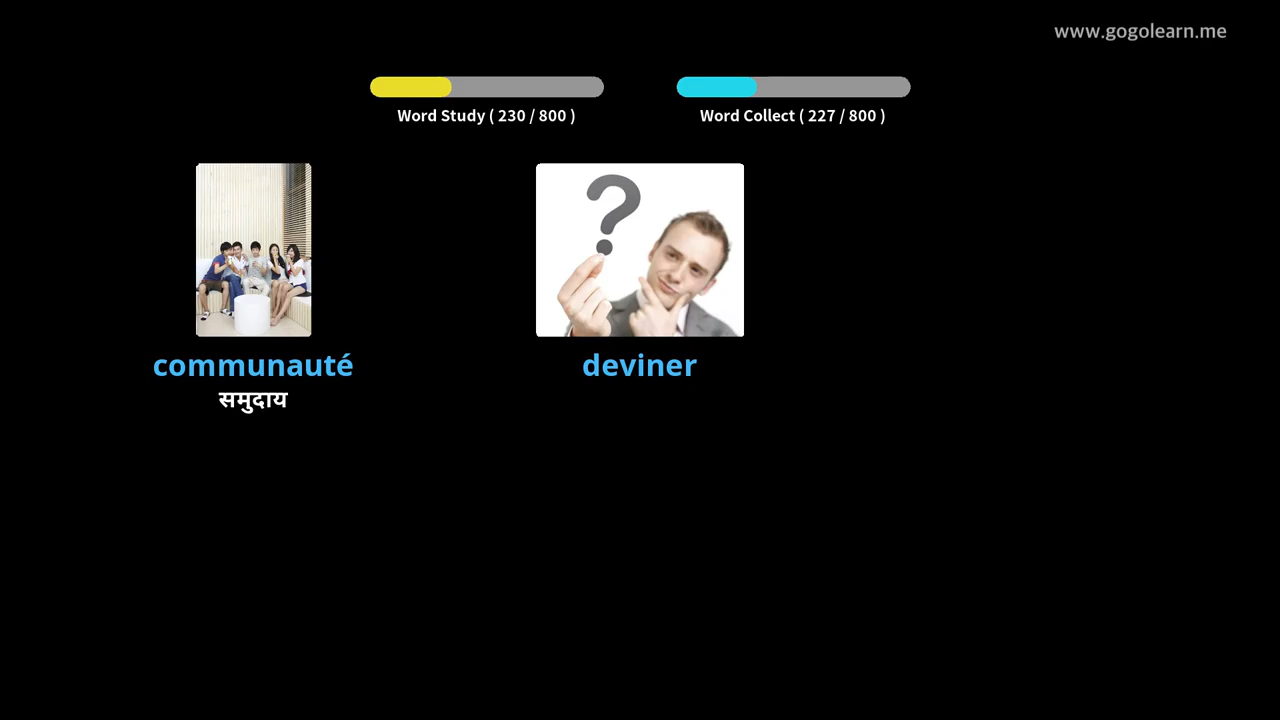 www.gogolearn.me
Word Study ( 230 / 800 )
Word Collect ( 227 / 800 )
communauté
समुदाय
deviner